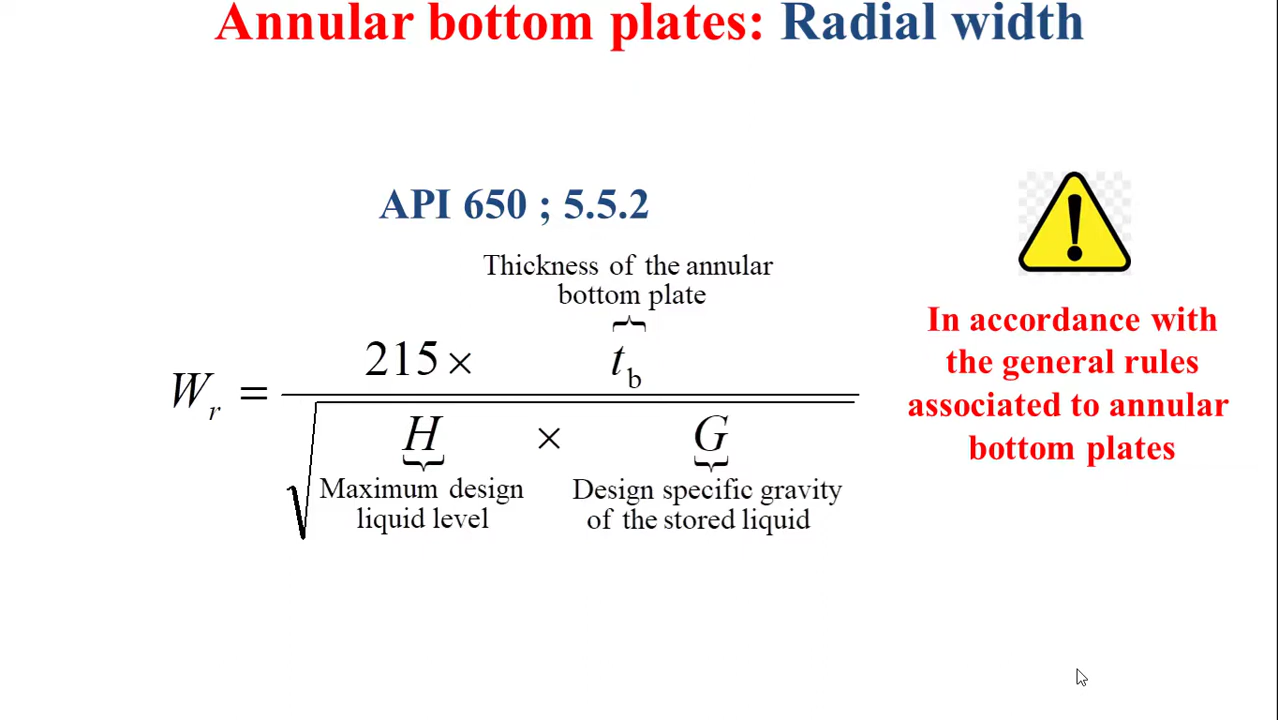 Annular bottom plates: Radial width
API 650 ; 5.5.2
Thickness of the annular
bottom plate
W_r = 215 × t_b
√ H × G
Maximum design
liquid level
Design specific gravity
of the stored liquid
In accordance with
the general rules
associated to annular
bottom plates